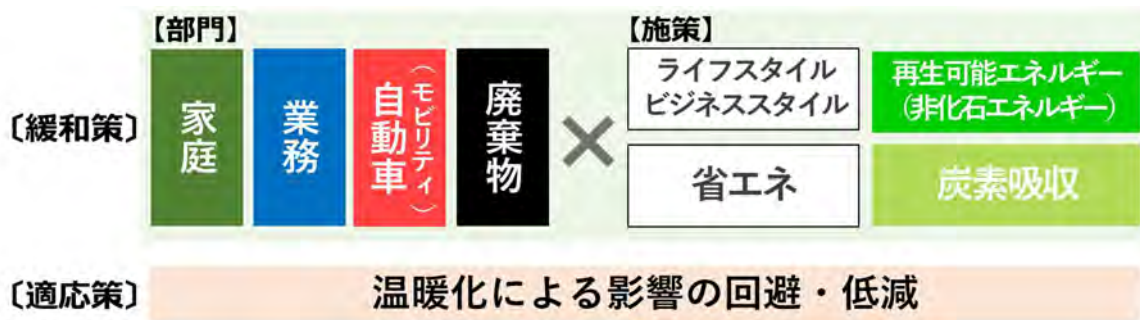 【部門】
【施策】
〔緩和策〕
家庭
業務
自動車
（モビリティ）
廃棄物
×
ライフスタイル
ビジネススタイル
再生可能エネルギー
（非化石エネルギー）
省エネ
炭素吸収
〔適応策〕
温暖化による影響の回避・低減